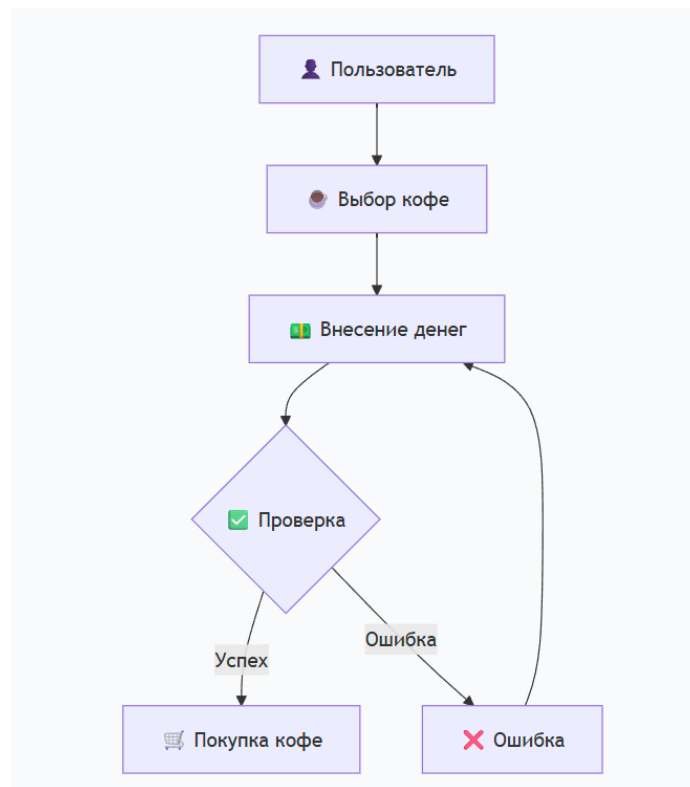 Пользователь
Выбор кофе
Внесение денег
Проверка
Успех
Ошибка
Покупка кофе
Ошибка